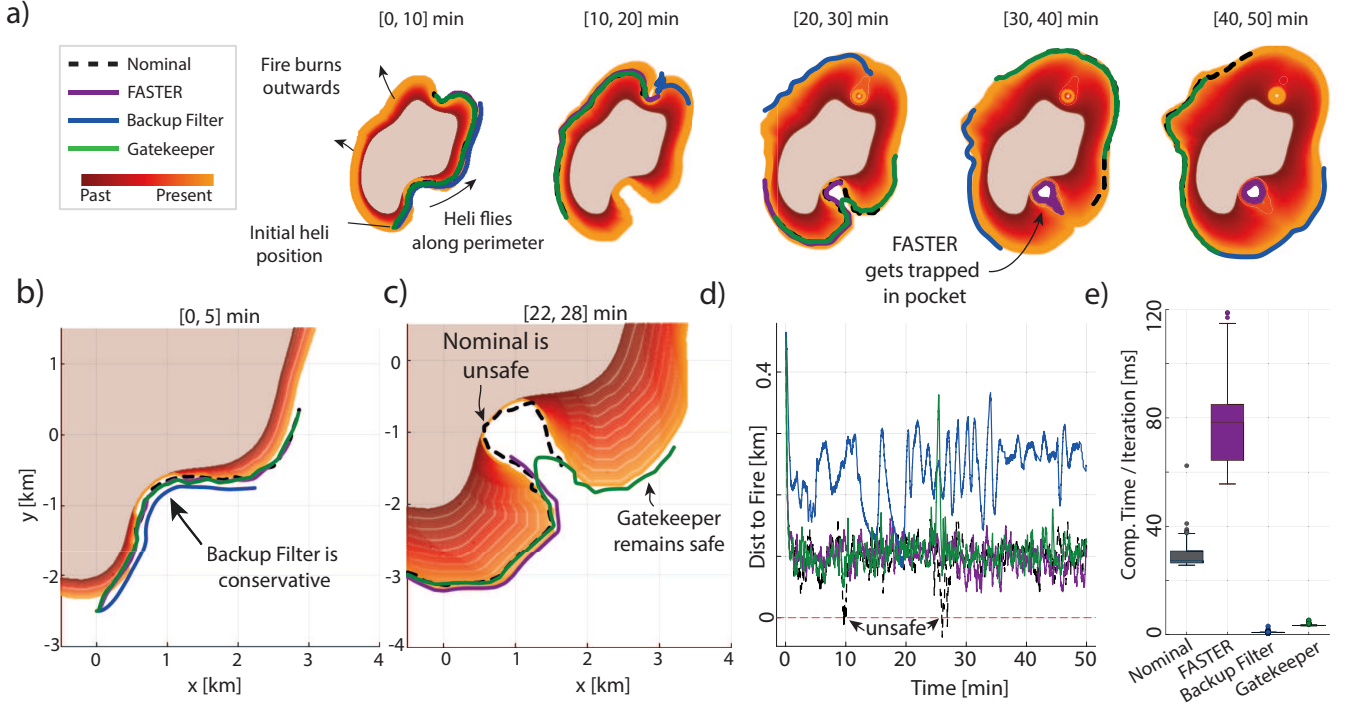 a)
[0, 10] min
[10, 20] min
[20, 30] min
[30, 40] min
[40, 50] min
Nominal
FASTER
Backup Filter
Gatekeeper
Past
Present
Fire burns
outwards
Initial heli
position
Heli flies
along perimeter
FASTER
gets trapped
in pocket
b)
[0, 5] min
1
0
-1
-2
-3
y [km]
0
1
2
3
4
x [km]
Backup Filter is
conservative
c)
[22, 28] min
0
-1
-2
-3
-4
0
1
2
3
4
x [km]
Nominal is
unsafe
Gatekeeper
remains safe
d)
Dist to Fire [km]
0.4
0
unsafe
0
10
20
30
40
50
Time [min]
e)
Comp. Time / Iteration [ms]
120
80
40
0
Nominal
FASTER
Backup Filter
Gatekeeper